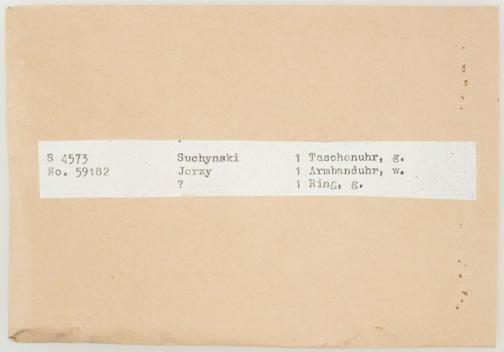 S 4573 Suchynski 1 Taschenuhr, g.
No. 59182 Jerzy 1 Armbanduhr, w.
? 1 Ring, g.